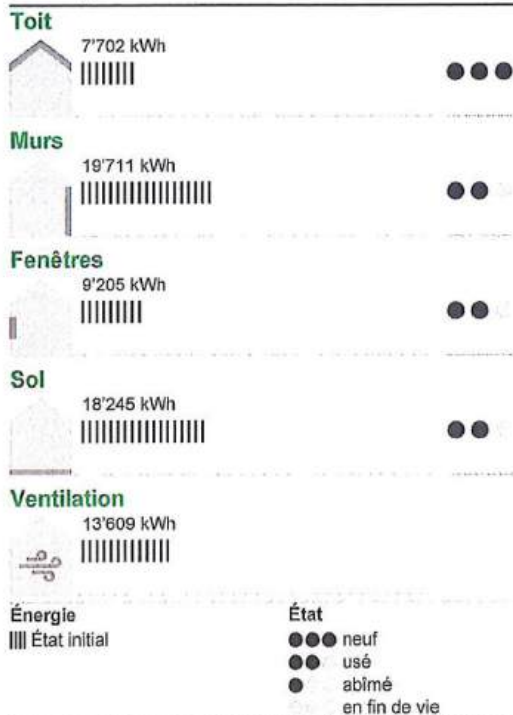 Toit
7'702 kWh
Murs
19'711 kWh
Fenêtres
9'205 kWh
Sol
18'245 kWh
Ventilation
13'609 kWh
Énergie
État initial
État
neuf
usé
abîmé
en fin de vie